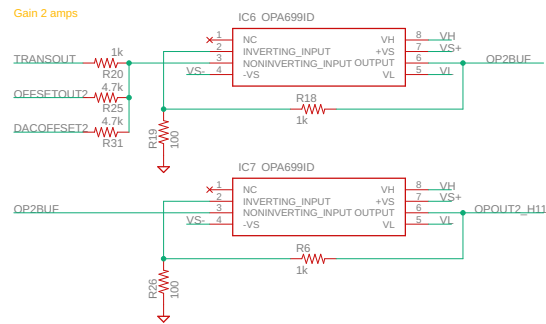 Gain 2 amps
IC6 OPA699ID
1 NC VH 8 VH
2 INVERTING_INPUT +VS 7 VS+
TRANSOUT 1k R20 3 NONINVERTING_INPUT OUTPUT 6 OP2BUF
VS- 4 -VS VL 5 VL
OFFSETOUT2 4.7k R25
DACOFFSET2 4.7k R31
R18
1k
R19 100
IC7 OPA699ID
1 NC VH 8 VH
2 INVERTING_INPUT +VS 7 VS+
OP2BUF 3 NONINVERTING_INPUT OUTPUT 6 OPOUT2_H11
VS- 4 -VS VL 5 VL
R6
1k
R26 100